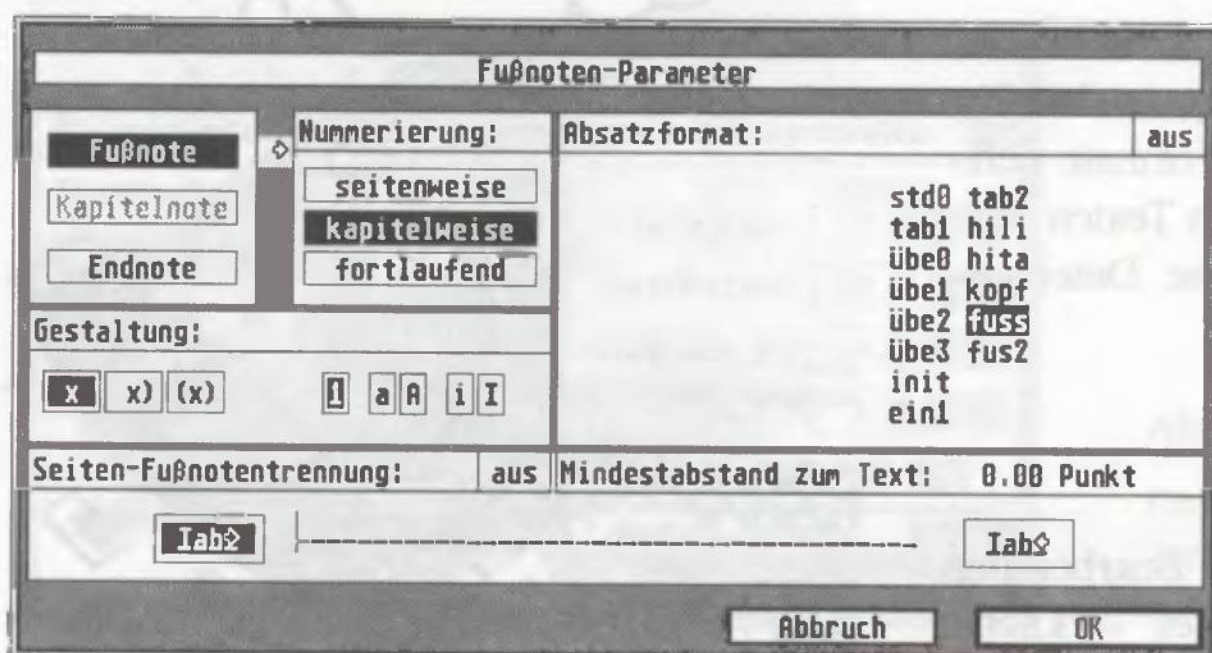 Fußnoten-Parameter
Fußnote
Kapitelnote
Endnote
Nummerierung:
seitenweise
kapitelweise
fortlaufend
Absatzformat: aus
std0 tab2
tab1 hili
übe0 hita
übe1 kopf
übe2 fuss
übe3 fus2
init
ein1
Gestaltung:
x x) (x) 1 a A i I
Seiten-Fußnotentrennung: aus
Mindestabstand zum Text: 0.00 Punkt
Iab Iab
Abbruch OK